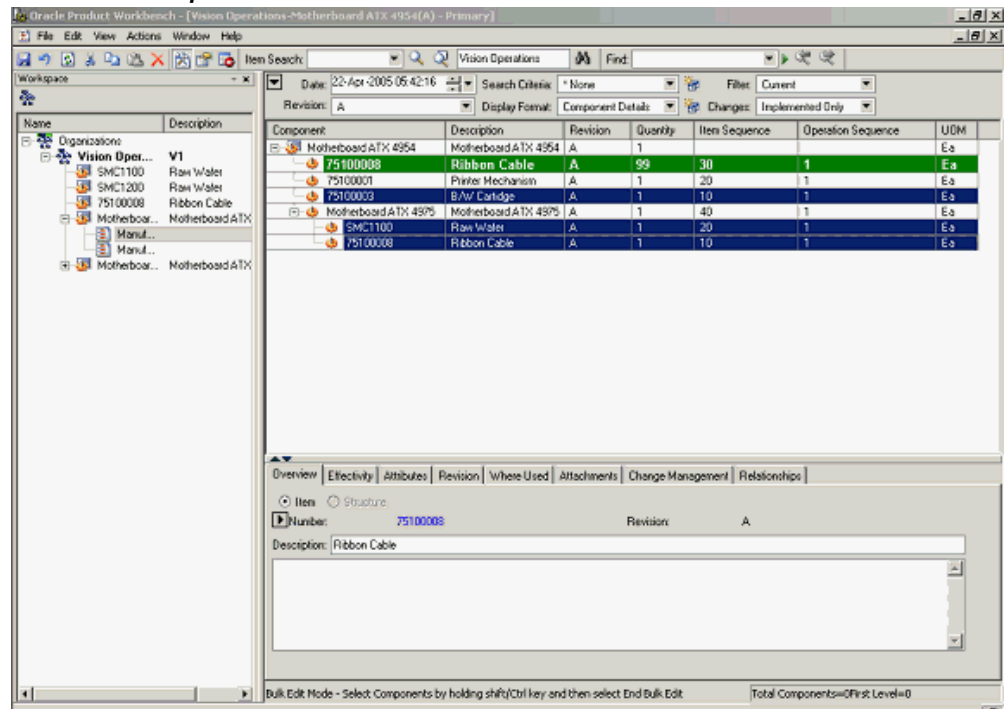 Oracle Product Workbench - [Vision Operations-Motherboard ATX 4954(A) - Primary]
File Edit View Actions Window Help
Item Search: Vision Operations Find:
Workspace
Date: 22-Apr-2005 05:42:16 Search Criteria: * None Filter: Current
Revision: A Display Format: Component Details Changes: Implemented Only
Name Description
Organizations
Vision Oper... V1
SMC1100 Raw Wafer
SMC1200 Raw Wafer
75100008 Ribbon Cable
Motherboar... Motherboard ATX
Manuf...
Manuf...
Motherboar... Motherboard ATX
Component Description Revision Quantity Item Sequence Operation Sequence UOM
Motherboard ATX 4954 Motherboard ATX 4954 A 1 Ea
75100008 Ribbon Cable A 99 30 1 Ea
75100001 Printer Mechanism A 1 20 1 Ea
75100003 B/W Cartidge A 1 10 1 Ea
Motherboard ATX 4975 Motherboard ATX 4975 A 1 40 1 Ea
SMC1100 Raw Wafer A 1 20 1 Ea
75100008 Ribbon Cable A 1 10 1 Ea
Overview Effectivity Attributes Revision Where Used Attachments Change Management Relationships
Item Structure
Number: 75100008 Revision: A
Description: Ribbon Cable
Bulk Edit Mode - Select Components by holding shift/Ctrl key and then select End Bulk Edit Total Components=0First Level=0